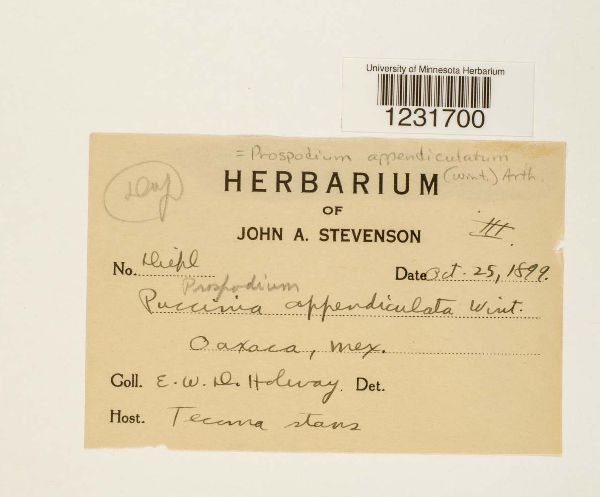 University of Minnesota Herbarium
1231700
= Prospodium appendiculatum
(Wint.) Arth.
HERBARIUM
OF
JOHN A. STEVENSON
III.
No. Diehl
Date Oct. 25, 1899.
Prospodium
Puccinia appendiculata Wint.
Oaxaca, Mex.
Coll. E. W. D. Holway. Det.
Host. Tecoma stans